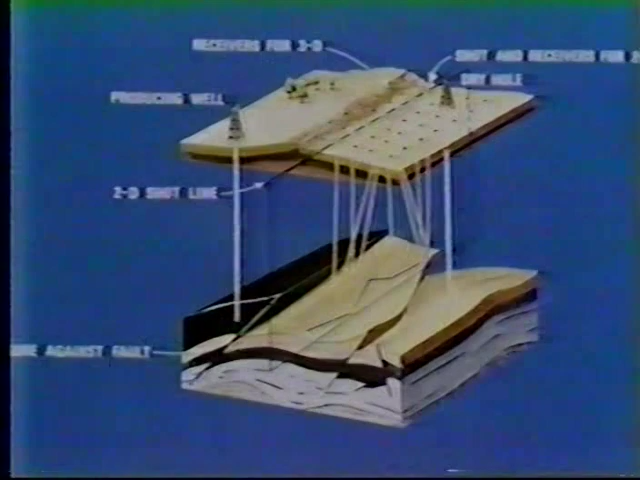 RECEIVERS FOR 3-D
SHOT AND RECEIVERS FOR 2
DRY HOLE
PRODUCING WELL
2-D SHOT LINE
AGAINST FAULT